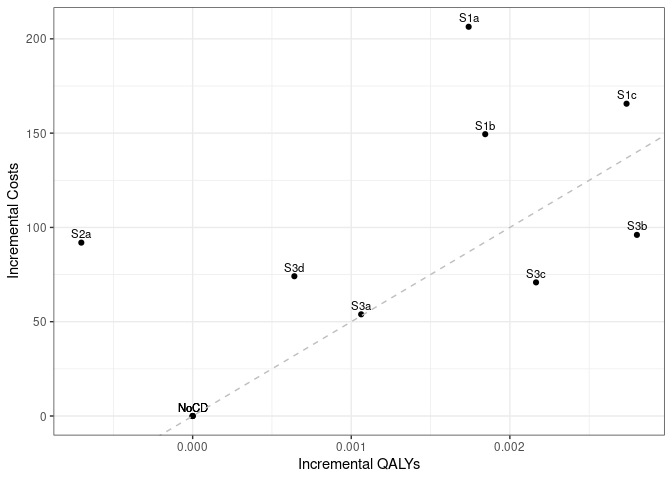 S1a
200
S1c
150
S1b
Incremental Costs
100
S2a
S3b
S3d
S3c
50
S3a
NoCD
0
0.000
0.001
0.002
Incremental QALYs